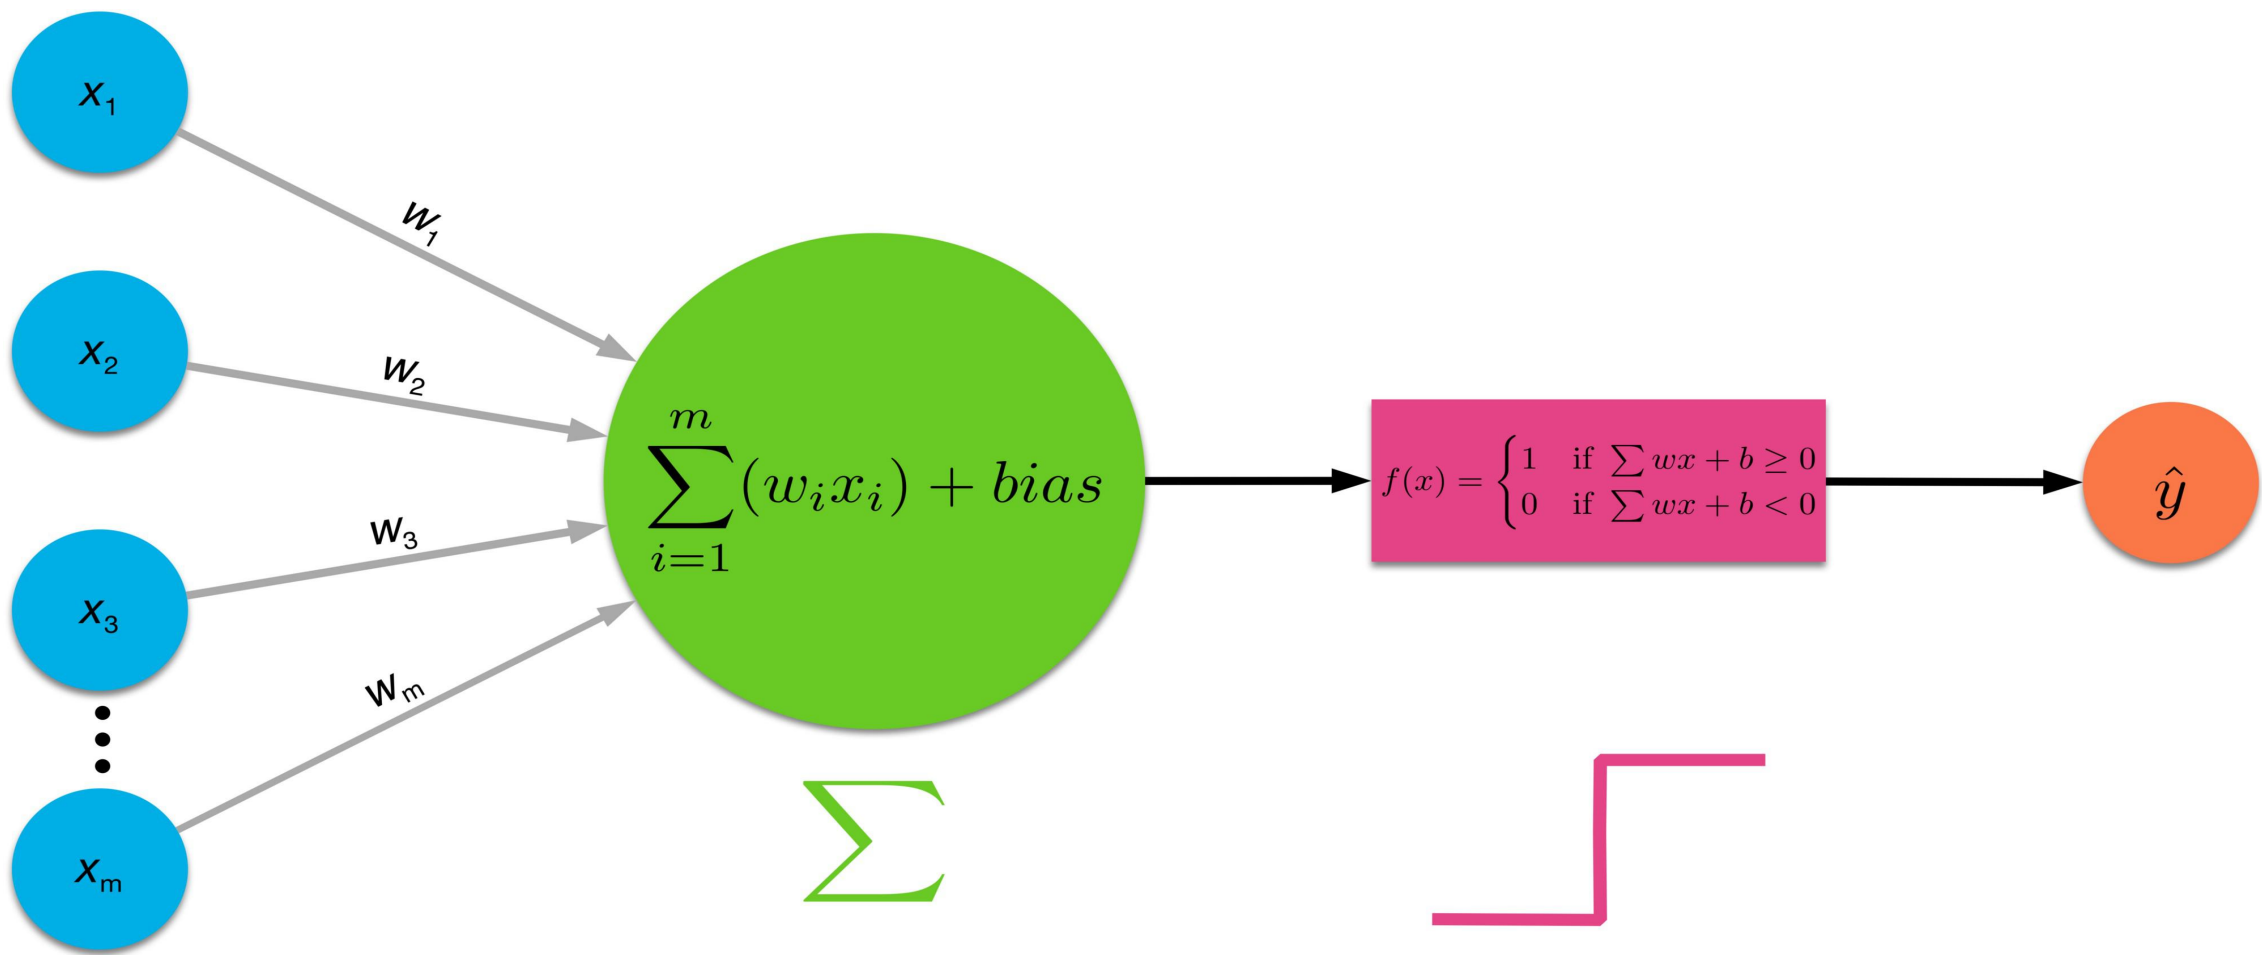 x₁
w₁
x₂
w₂
x₃
w₃
xₘ
wₘ
m
∑(wᵢxᵢ) + bias
i=1
f(x) = {1 if ∑ wx + b ≥ 0
0 if ∑ wx + b < 0
ŷ
∑